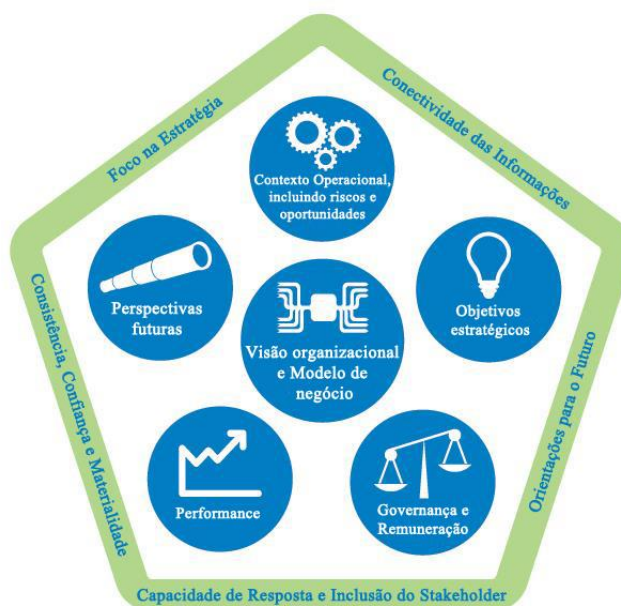 Foco na Estratégia
Conectividade das Informações
Contexto Operacional,
incluindo riscos e
oportunidades
Perspectivas
futuras
Objetivos
estratégicos
Visão organizacional
e Modelo de
negócio
Consistência, Confiança e Materialidade
Orientações para o Futuro
Performance
Governança e
Remuneração
Capacidade de Resposta e Inclusão do Stakeholder